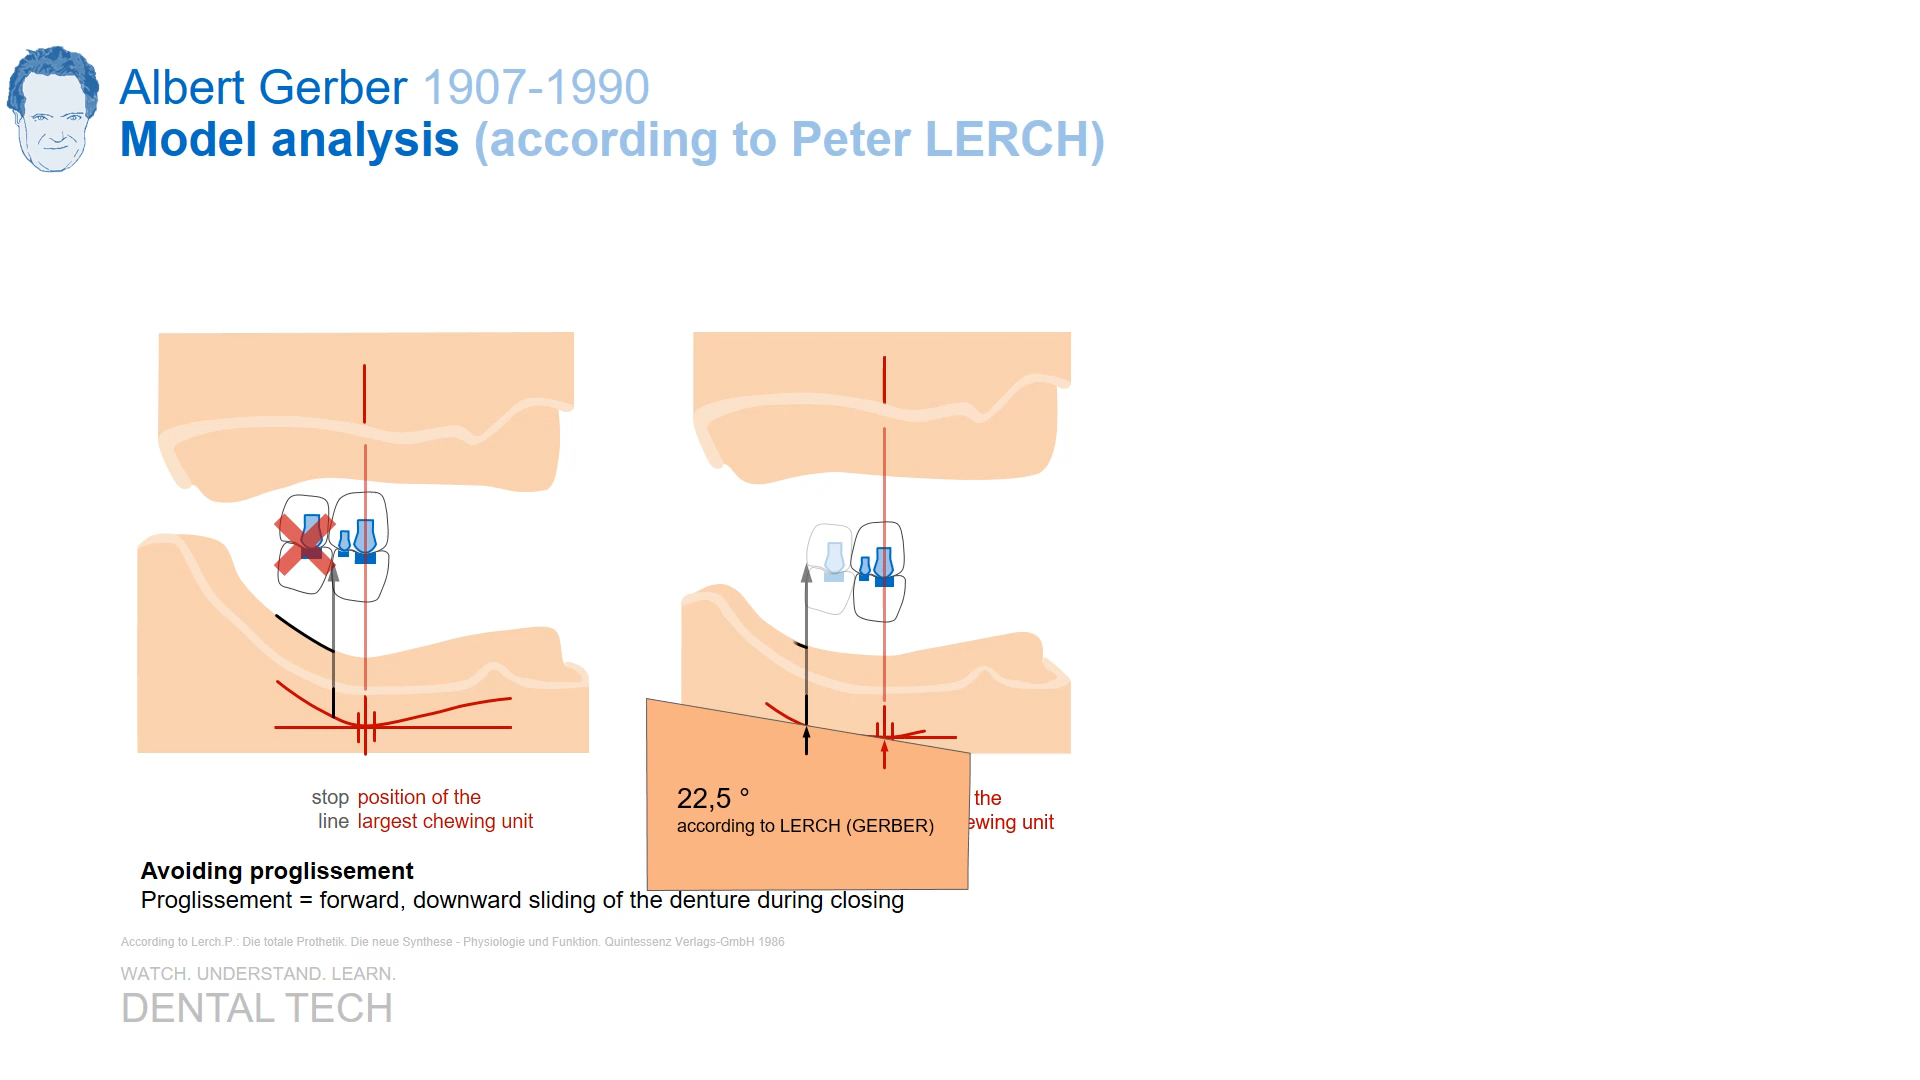 Albert Gerber 1907-1990
Model analysis (according to Peter LERCH)
stop position of the
line largest chewing unit
22,5 °
according to LERCH (GERBER)
the
ewing unit
Avoiding proglissement
Proglissement = forward, downward sliding of the denture during closing
According to Lerch.P.: Die totale Prothetik. Die neue Synthese - Physiologie und Funktion. Quintessenz Verlags-GmbH 1986
WATCH. UNDERSTAND. LEARN.
DENTAL TECH